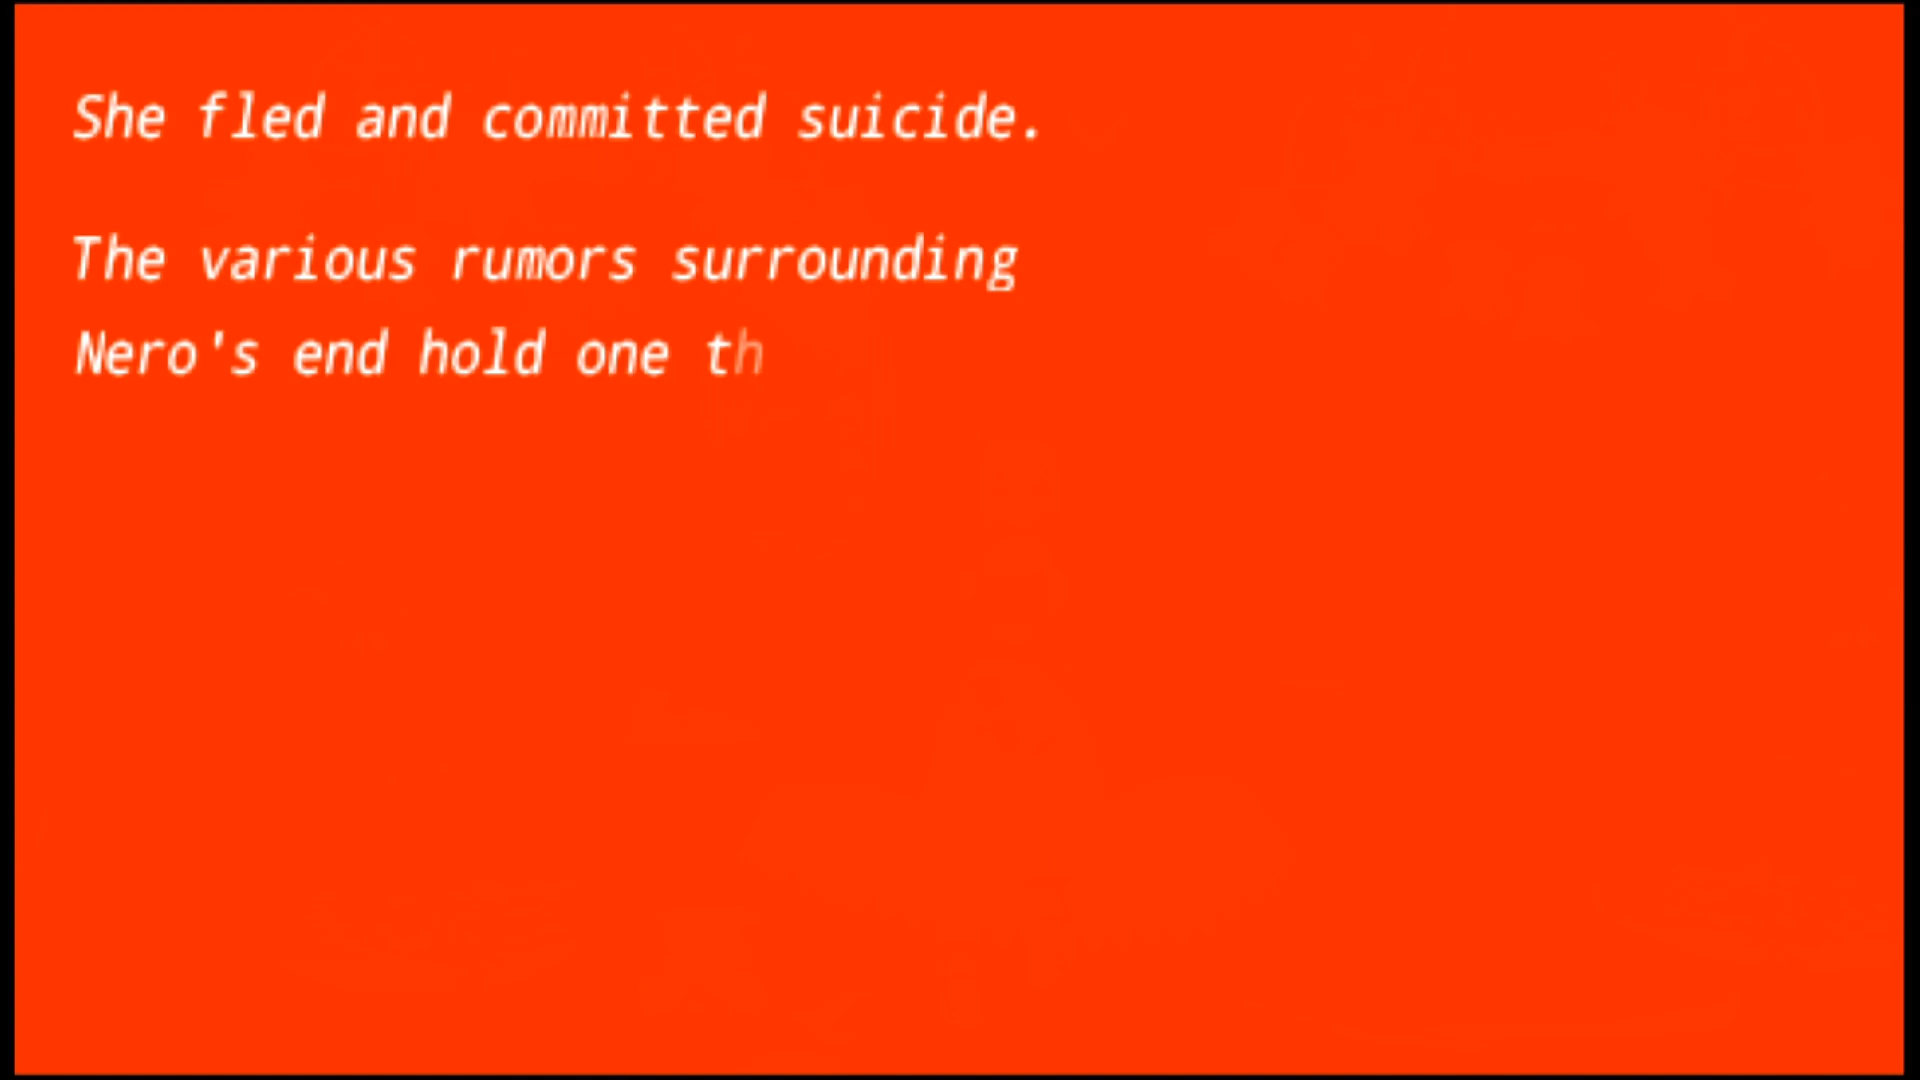 She fled and committed suicide.
The various rumors surrounding
Nero's end hold one th